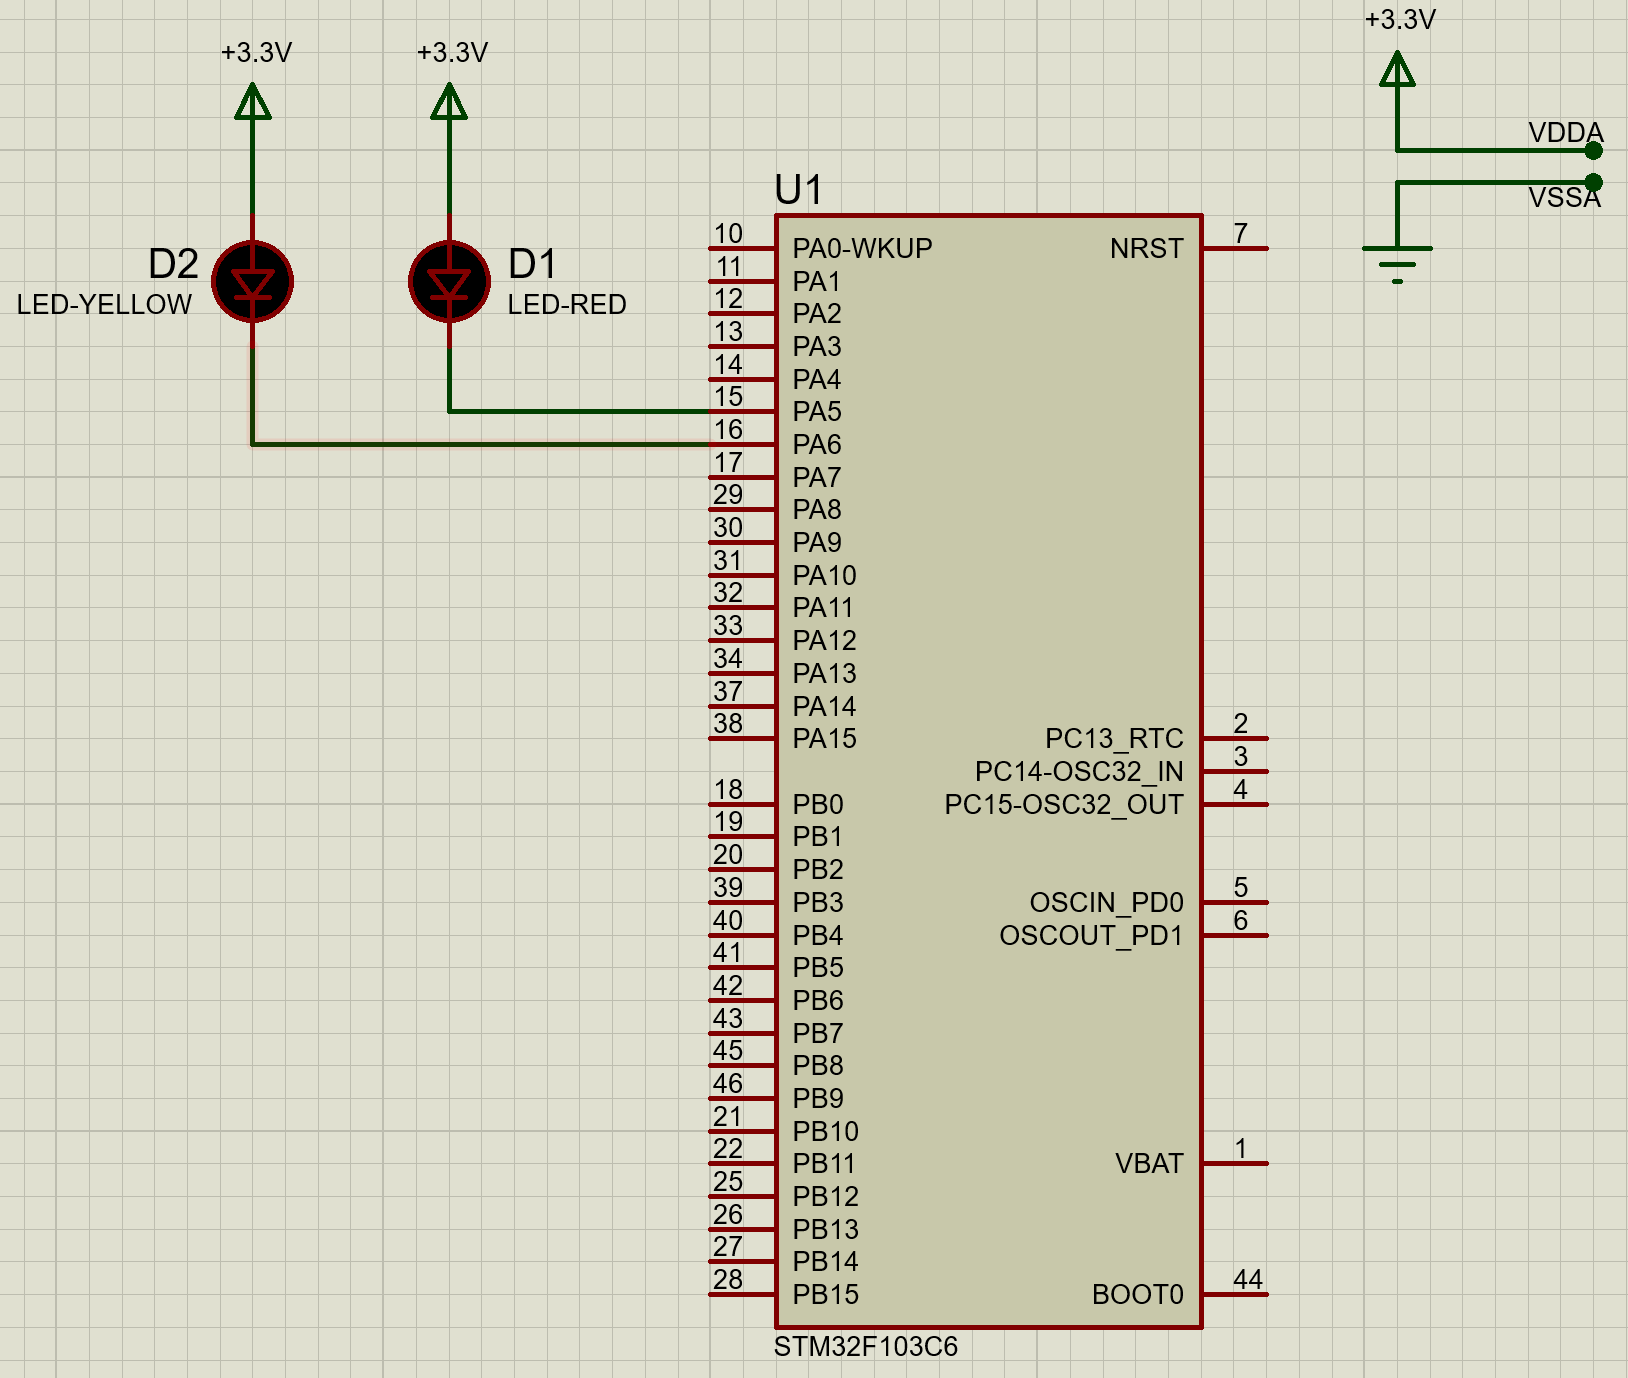 +3.3V
+3.3V
+3.3V
VDDA
VSSA
D2
LED-YELLOW
D1
LED-RED
U1
10 PA0-WKUP
11 PA1
12 PA2
13 PA3
14 PA4
15 PA5
16 PA6
17 PA7
29 PA8
30 PA9
31 PA10
32 PA11
33 PA12
34 PA13
37 PA14
38 PA15
18 PB0
19 PB1
20 PB2
39 PB3
40 PB4
41 PB5
42 PB6
43 PB7
45 PB8
46 PB9
21 PB10
22 PB11
25 PB12
26 PB13
27 PB14
28 PB15
NRST 7
PC13_RTC 2
PC14-OSC32_IN 3
PC15-OSC32_OUT 4
OSCIN_PD0 5
OSCOUT_PD1 6
VBAT 1
BOOT0 44
STM32F103C6